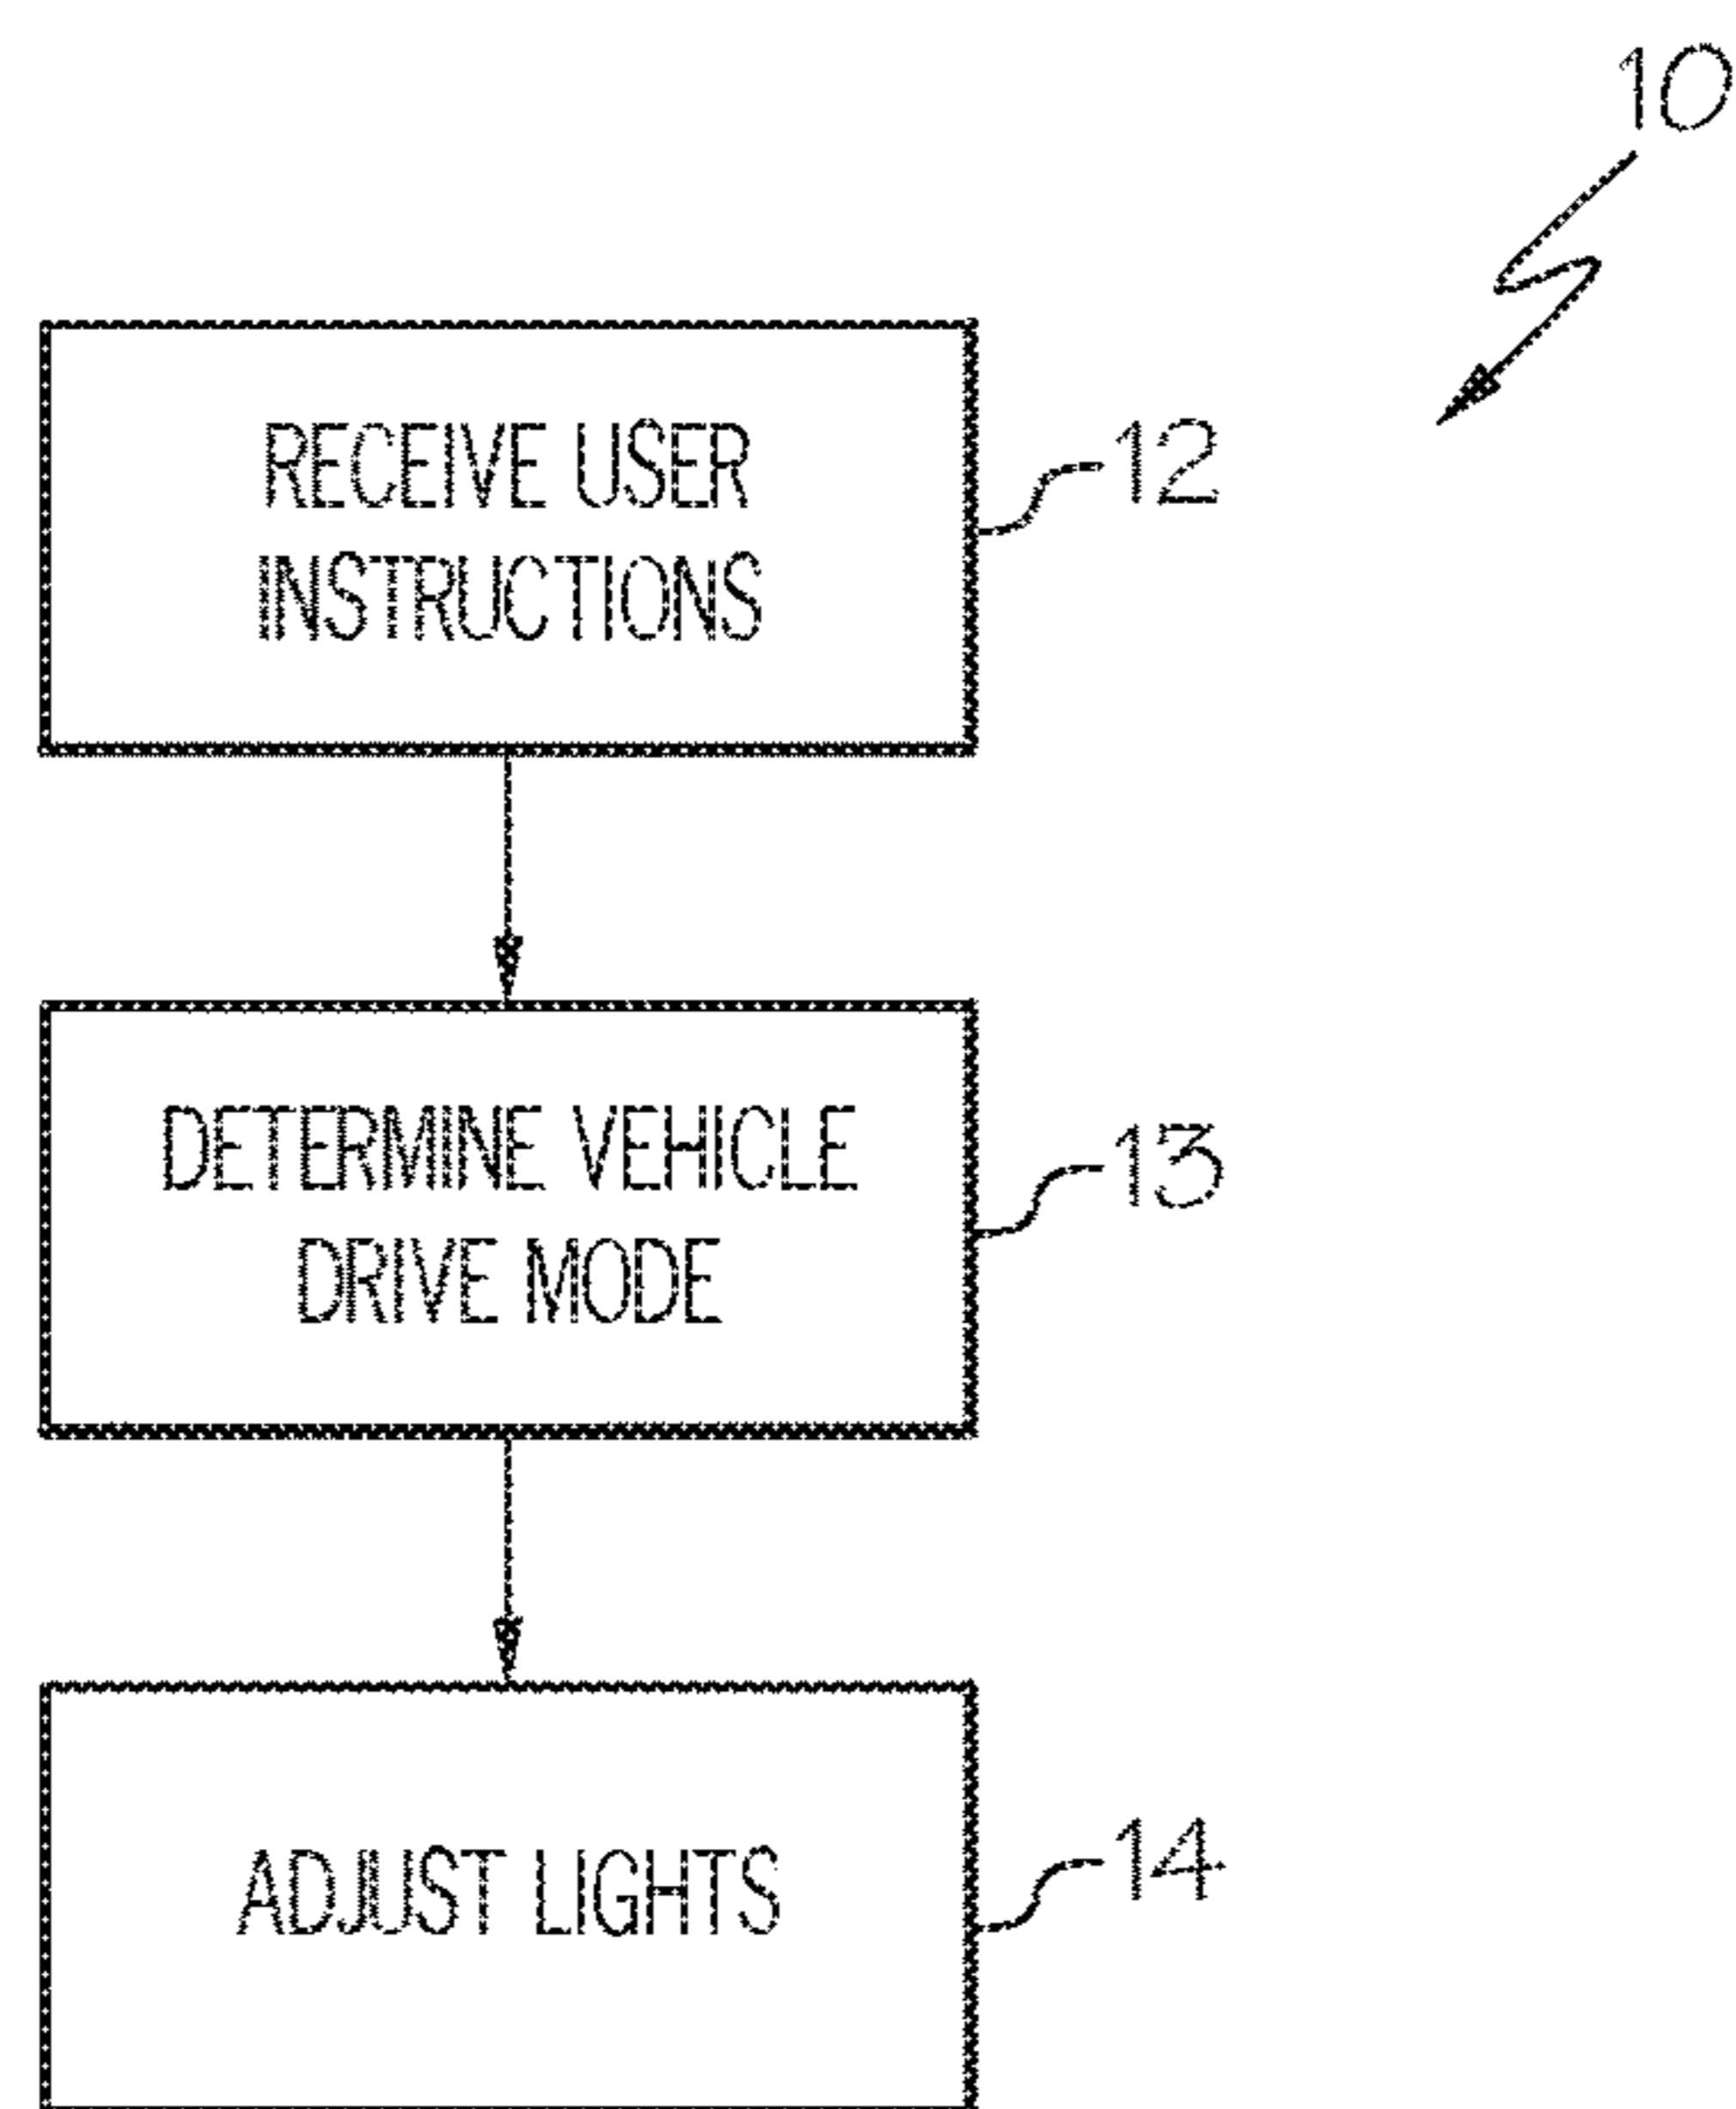 10
RECEIVE USER
INSTRUCTIONS
12
DETERMINE VEHICLE
DRIVE MODE
13
ADJUST LIGHTS
14